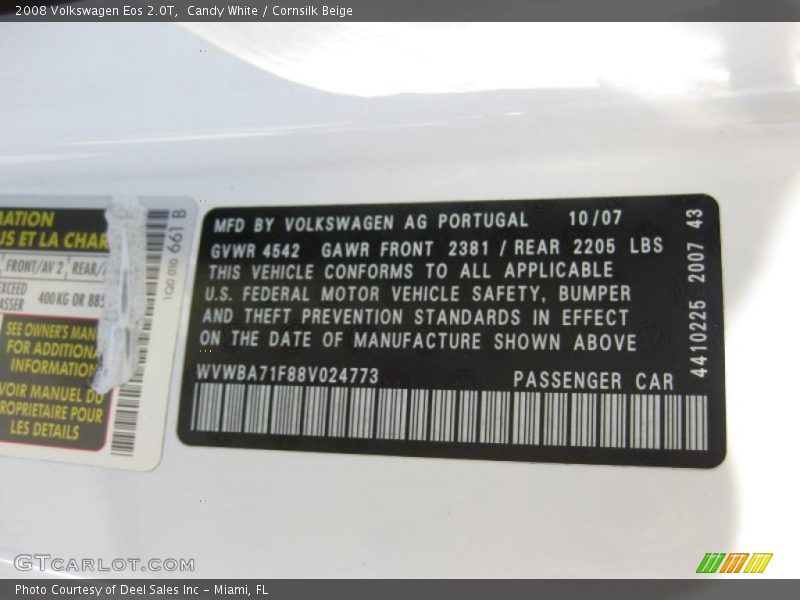 2008 Volkswagen Eos 2.0T, Candy White / Cornsilk Beige
MATION
US ET LA CHAR
FRONT/AV 2 REAR/
XCEED
ASSER
400 KG OR 885
SEE OWNER'S MANU
FOR ADDITIONA
INFORMATION
VOIR MANUEL DU
PROPRIETAIRE POUR
LES DETAILS
1Q0 010 661 B
MFD BY VOLKSWAGEN AG PORTUGAL 10/07
GVWR 4542 GAWR FRONT 2381 / REAR 2205 LBS
THIS VEHICLE CONFORMS TO ALL APPLICABLE
U.S. FEDERAL MOTOR VEHICLE SAFETY, BUMPER
AND THEFT PREVENTION STANDARDS IN EFFECT
ON THE DATE OF MANUFACTURE SHOWN ABOVE
WVWBA71F88V024773 PASSENGER CAR
4410225 2007 43
GTCARLOT.COM
Photo Courtesy of Deel Sales Inc - Miami, FL